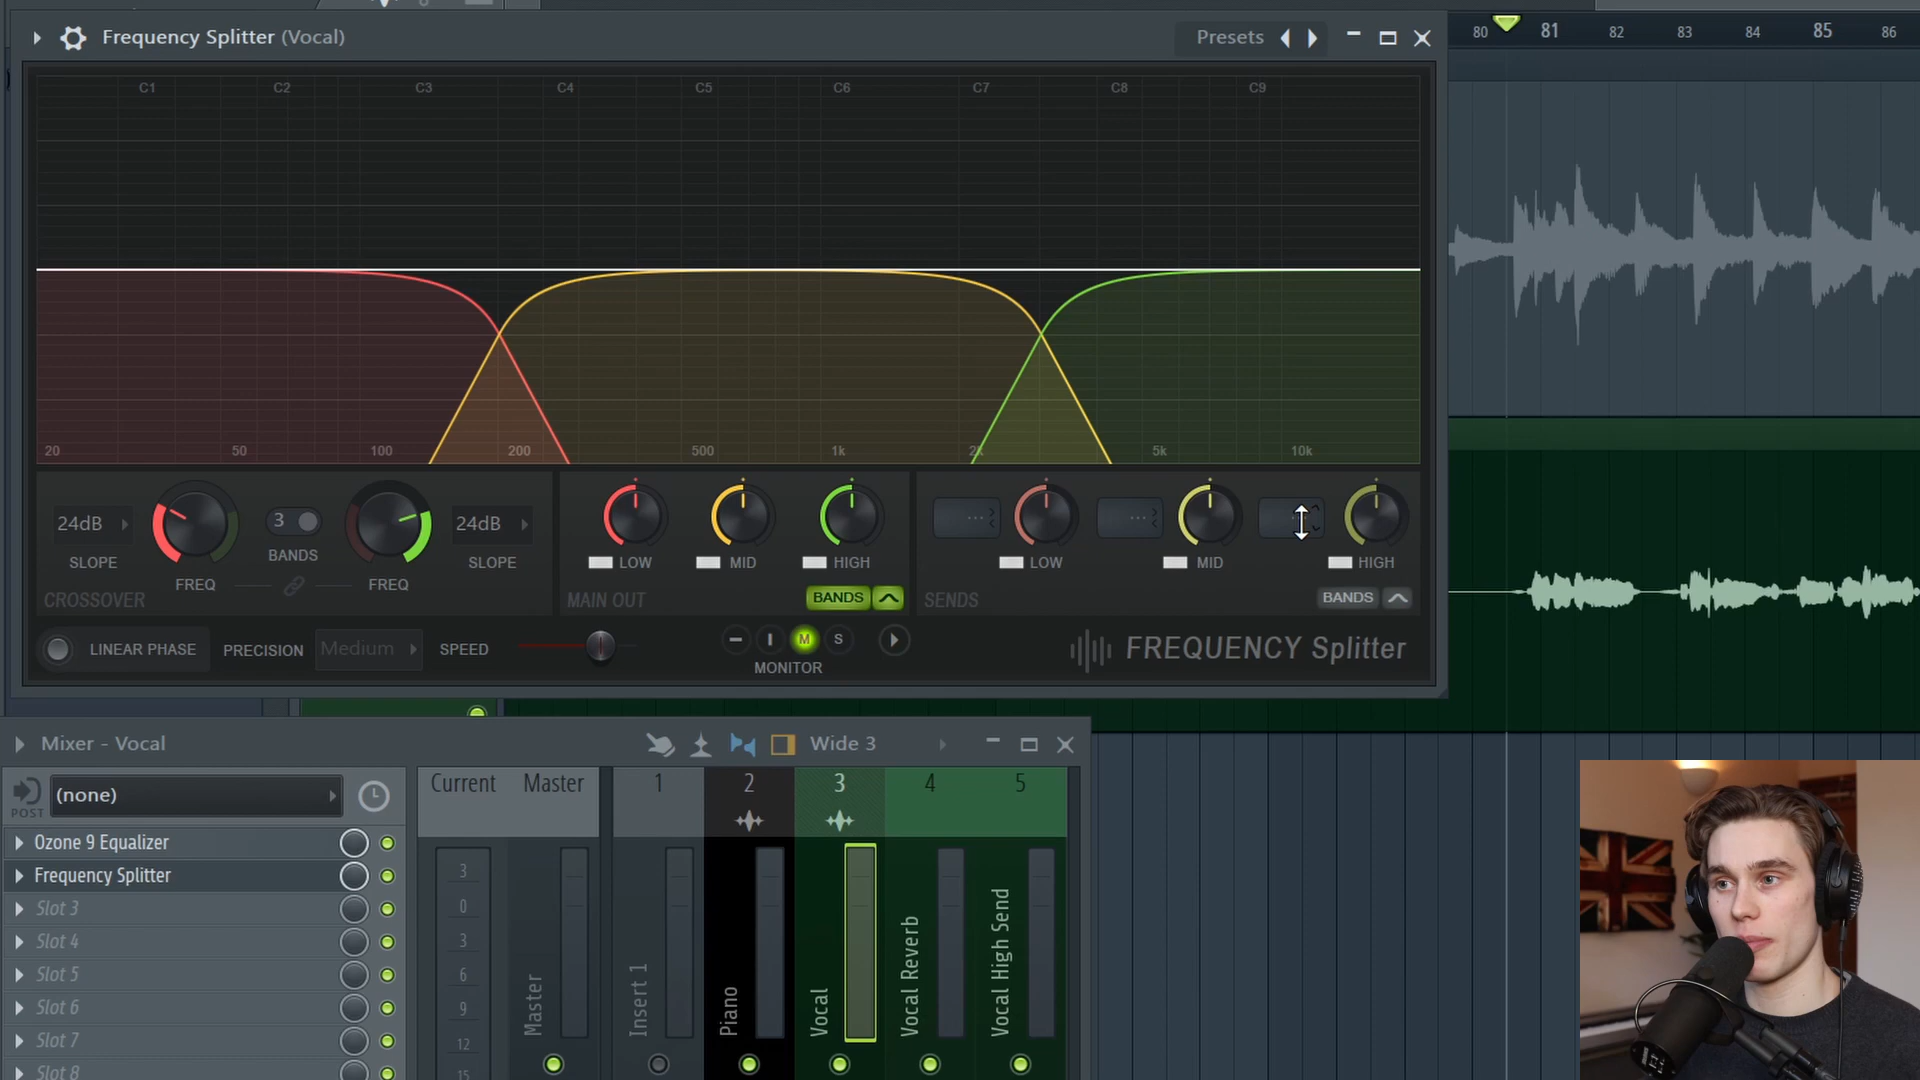 Frequency Splitter (Vocal)
Presets
80 81 82 83 84 85 86
C1 C2 C3 C4 C5 C6 C7 C8 C9
20 50 100 200 500 1k 2k 5k 10k
24dB 3 24dB
SLOPE BANDS SLOPE
FREQ FREQ
CROSSOVER
LOW MID HIGH
MAIN OUT BANDS
LOW MID HIGH
SENDS BANDS
LINEAR PHASE PRECISION Medium SPEED
M S
MONITOR
FREQUENCY Splitter
Mixer - Vocal
Wide 3
POST
(none)
Ozone 9 Equalizer
Frequency Splitter
Slot 3
Slot 4
Slot 5
Slot 6
Slot 7
Slot 8
Current Master 1 2 3 4 5
3
0
3
6
9
12
15
Master
Insert 1
Piano
Vocal
Vocal Reverb
Vocal High Send